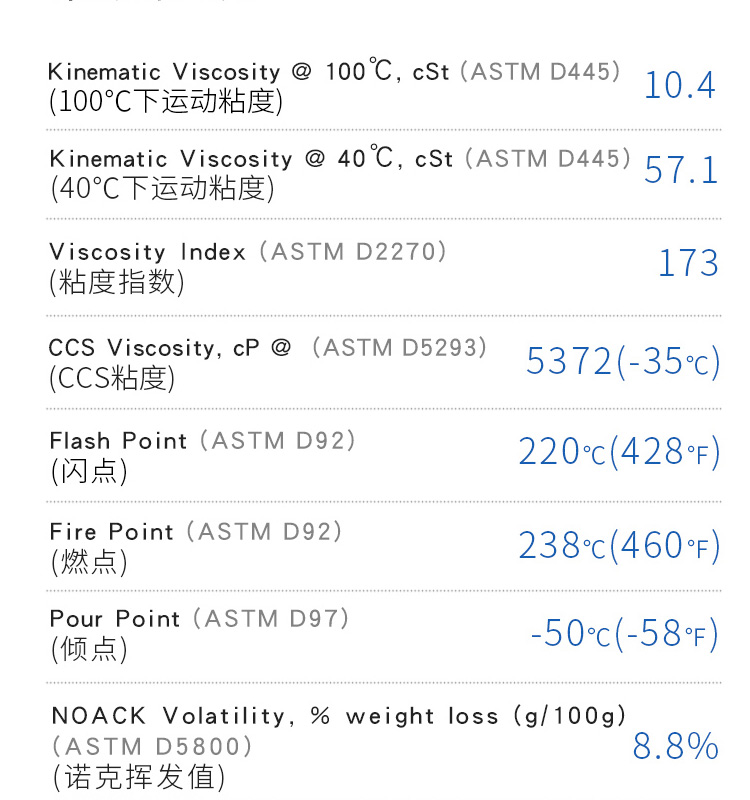 Kinematic Viscosity @ 100℃, cSt (ASTM D445) 10.4
(100℃下运动粘度)
Kinematic Viscosity @ 40℃, cSt (ASTM D445) 57.1
(40℃下运动粘度)
Viscosity Index (ASTM D2270) 173
(粘度指数)
CCS Viscosity, cP @ (ASTM D5293) 5372(-35℃)
(CCS粘度)
Flash Point (ASTM D92) 220℃(428℉)
(闪点)
Fire Point (ASTM D92) 238℃(460℉)
(燃点)
Pour Point (ASTM D97) -50℃(-58℉)
(倾点)
NOACK Volatility, % weight loss (g/100g)
(ASTM D5800) 8.8%
(诺克挥发值)